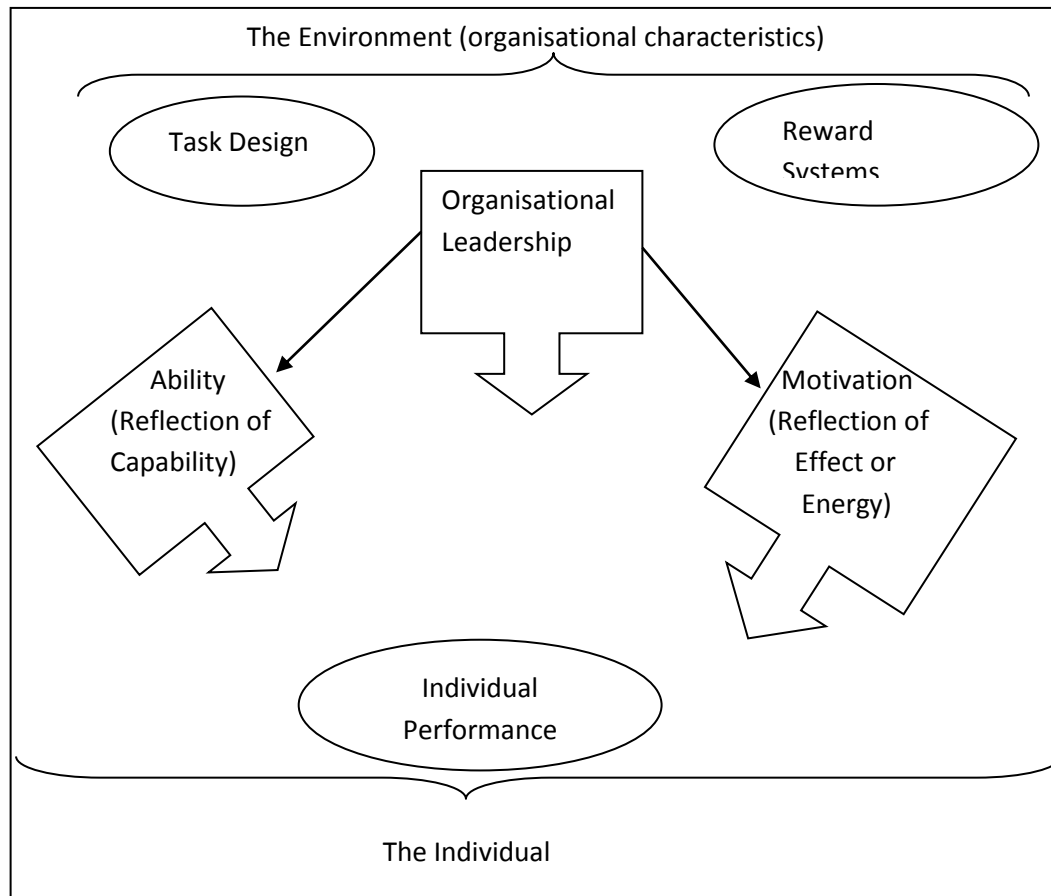 The Environment (organisational characteristics)
Task Design
Reward
Systems
Organisational
Leadership
Ability
(Reflection of
Capability)
Motivation
(Reflection of
Effect or
Energy)
Individual
Performance
The Individual